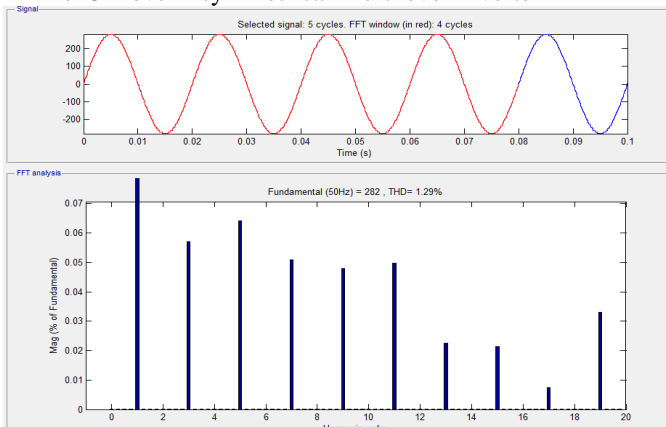 Signal
Selected signal: 5 cycles. FFT window (in red): 4 cycles
200
100
0
-100
-200
0 0.01 0.02 0.03 0.04 0.05 0.06 0.07 0.08 0.09 0.1
Time (s)
FFT analysis
Fundamental (50Hz) = 282 , THD= 1.29%
0.07
0.06
0.05
0.04
0.03
0.02
0.01
0
Mag (% of Fundamental)
0 2 4 6 8 10 12 14 16 18 20